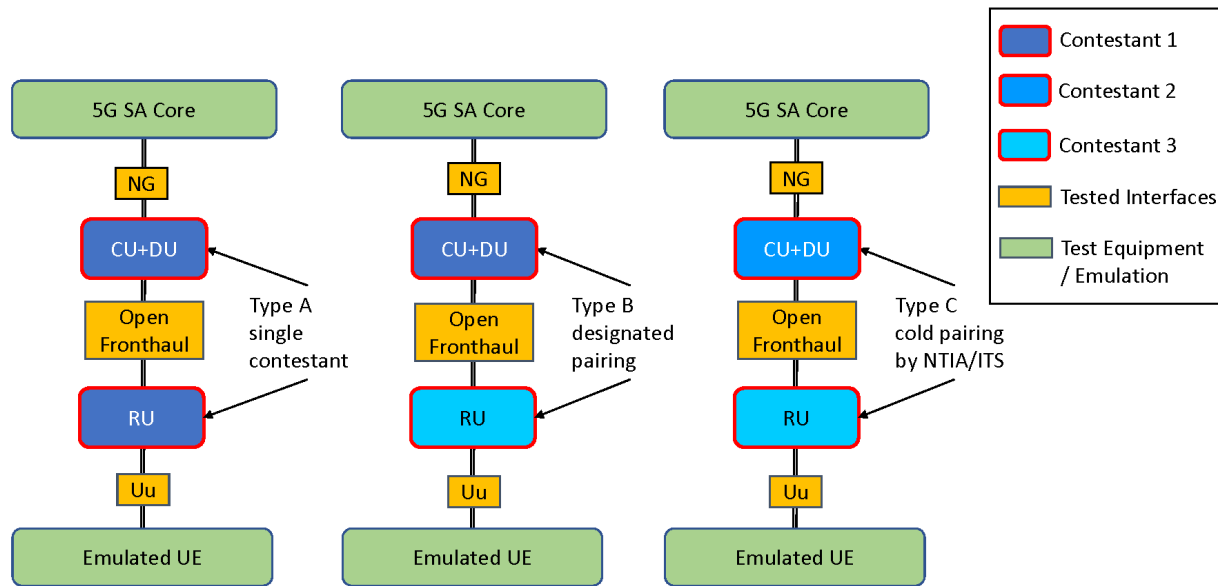 5G SA Core
NG
CU+DU
Open
Fronthaul
RU
Uu
Emulated UE
Type A
single
contestant
5G SA Core
NG
CU+DU
Open
Fronthaul
RU
Uu
Emulated UE
Type B
designated
pairing
5G SA Core
NG
CU+DU
Open
Fronthaul
RU
Uu
Emulated UE
Type C
cold pairing
by NTIA/ITS
Contestant 1
Contestant 2
Contestant 3
Tested Interfaces
Test Equipment
/ Emulation